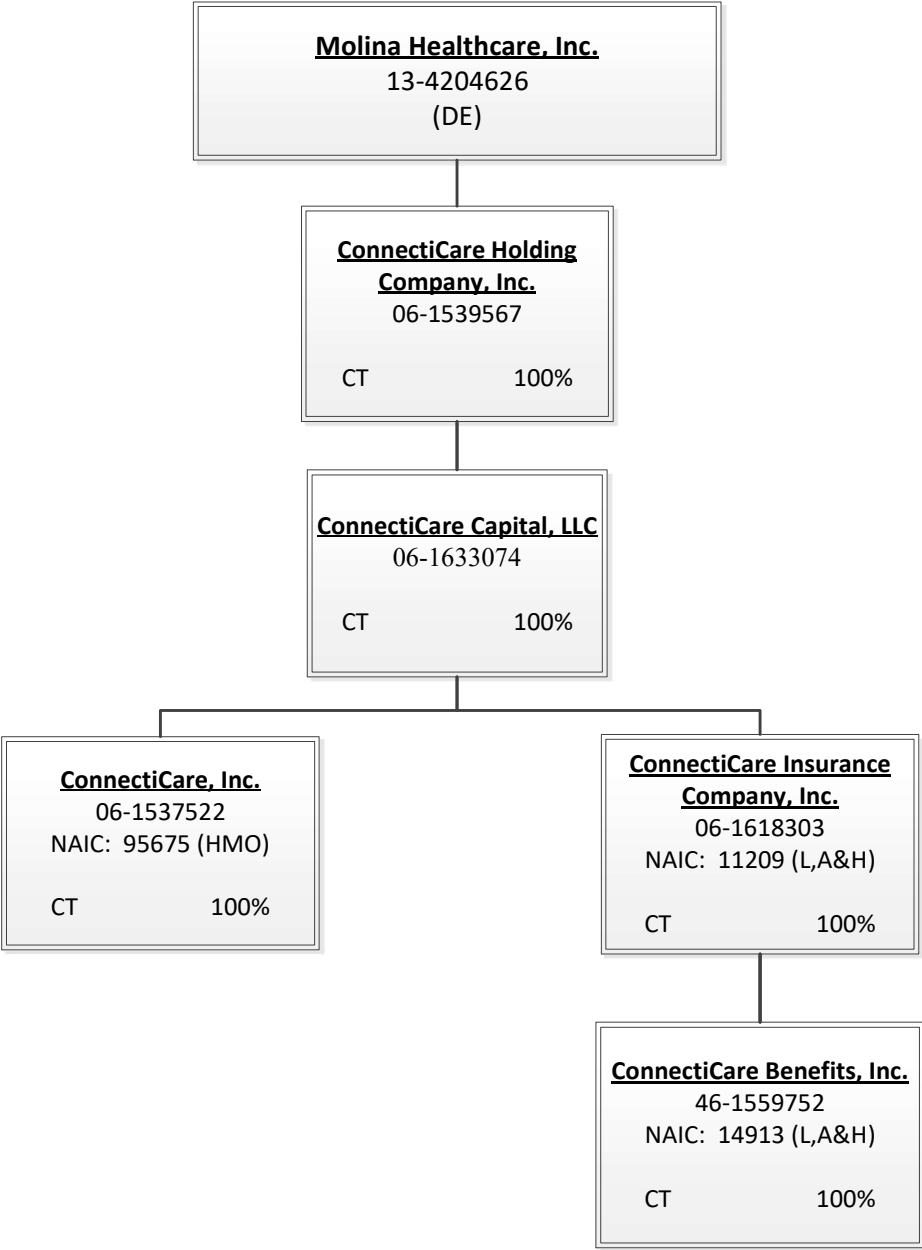 Molina Healthcare, Inc.
13-4204626
(DE)
ConnectiCare Holding
Company, Inc.
06-1539567
CT 100%
ConnectiCare Capital, LLC
06-1633074
CT 100%
ConnectiCare, Inc.
06-1537522
NAIC: 95675 (HMO)
CT 100%
ConnectiCare Insurance
Company, Inc.
06-1618303
NAIC: 11209 (L,A&H)
CT 100%
ConnectiCare Benefits, Inc.
46-1559752
NAIC: 14913 (L,A&H)
CT 100%